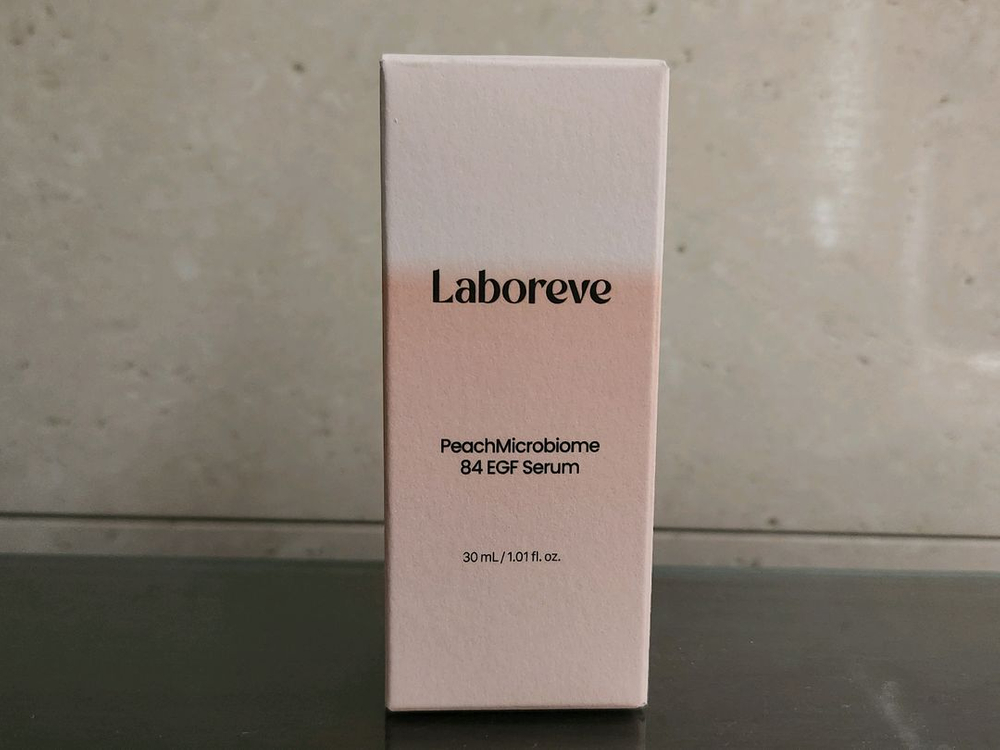 Laboreve
PeachMicrobiome
84 EGF Serum
30 mL / 1.01 fl. oz.